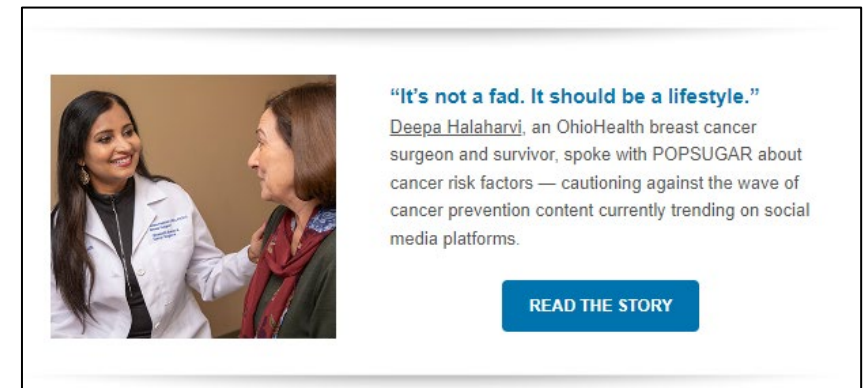 “It’s not a fad. It should be a lifestyle.”
Deepa Halaharvi, an OhioHealth breast cancer
surgeon and survivor, spoke with POPSUGAR about
cancer risk factors — cautioning against the wave of
cancer prevention content currently trending on social
media platforms.
READ THE STORY